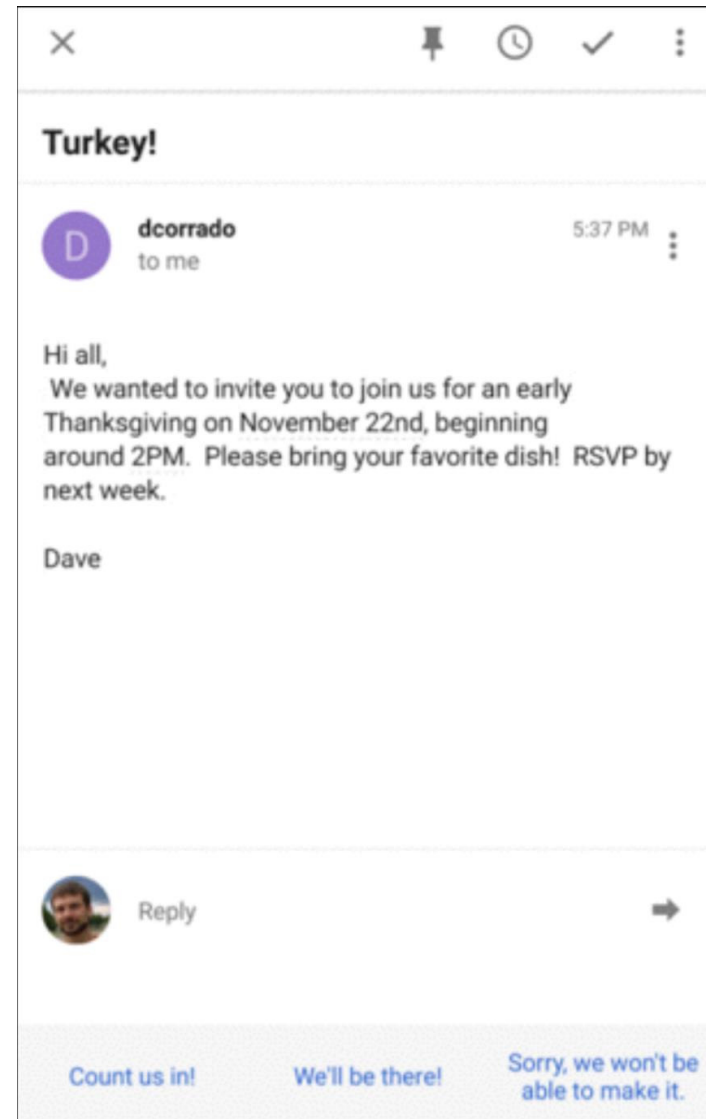 Turkey!
D
dcorrado
5:37 PM
to me
Hi all,
We wanted to invite you to join us for an early
Thanksgiving on November 22nd, beginning
around 2PM.  Please bring your favorite dish!  RSVP by
next week.
Dave
Reply
Count us in!
We'll be there!
Sorry, we won't be
able to make it.